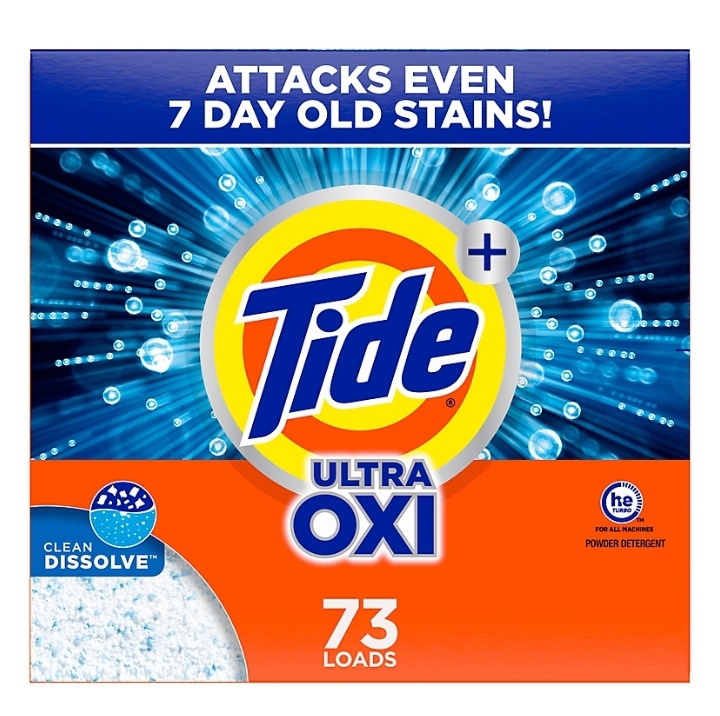 ATTACKS EVEN
7 DAY OLD STAINS!
+
Tide®
ULTRA
OXI
CLEAN
DISSOLVE™
he
TURBO™
FOR ALL MACHINES
POWDER DETERGENT
73
LOADS